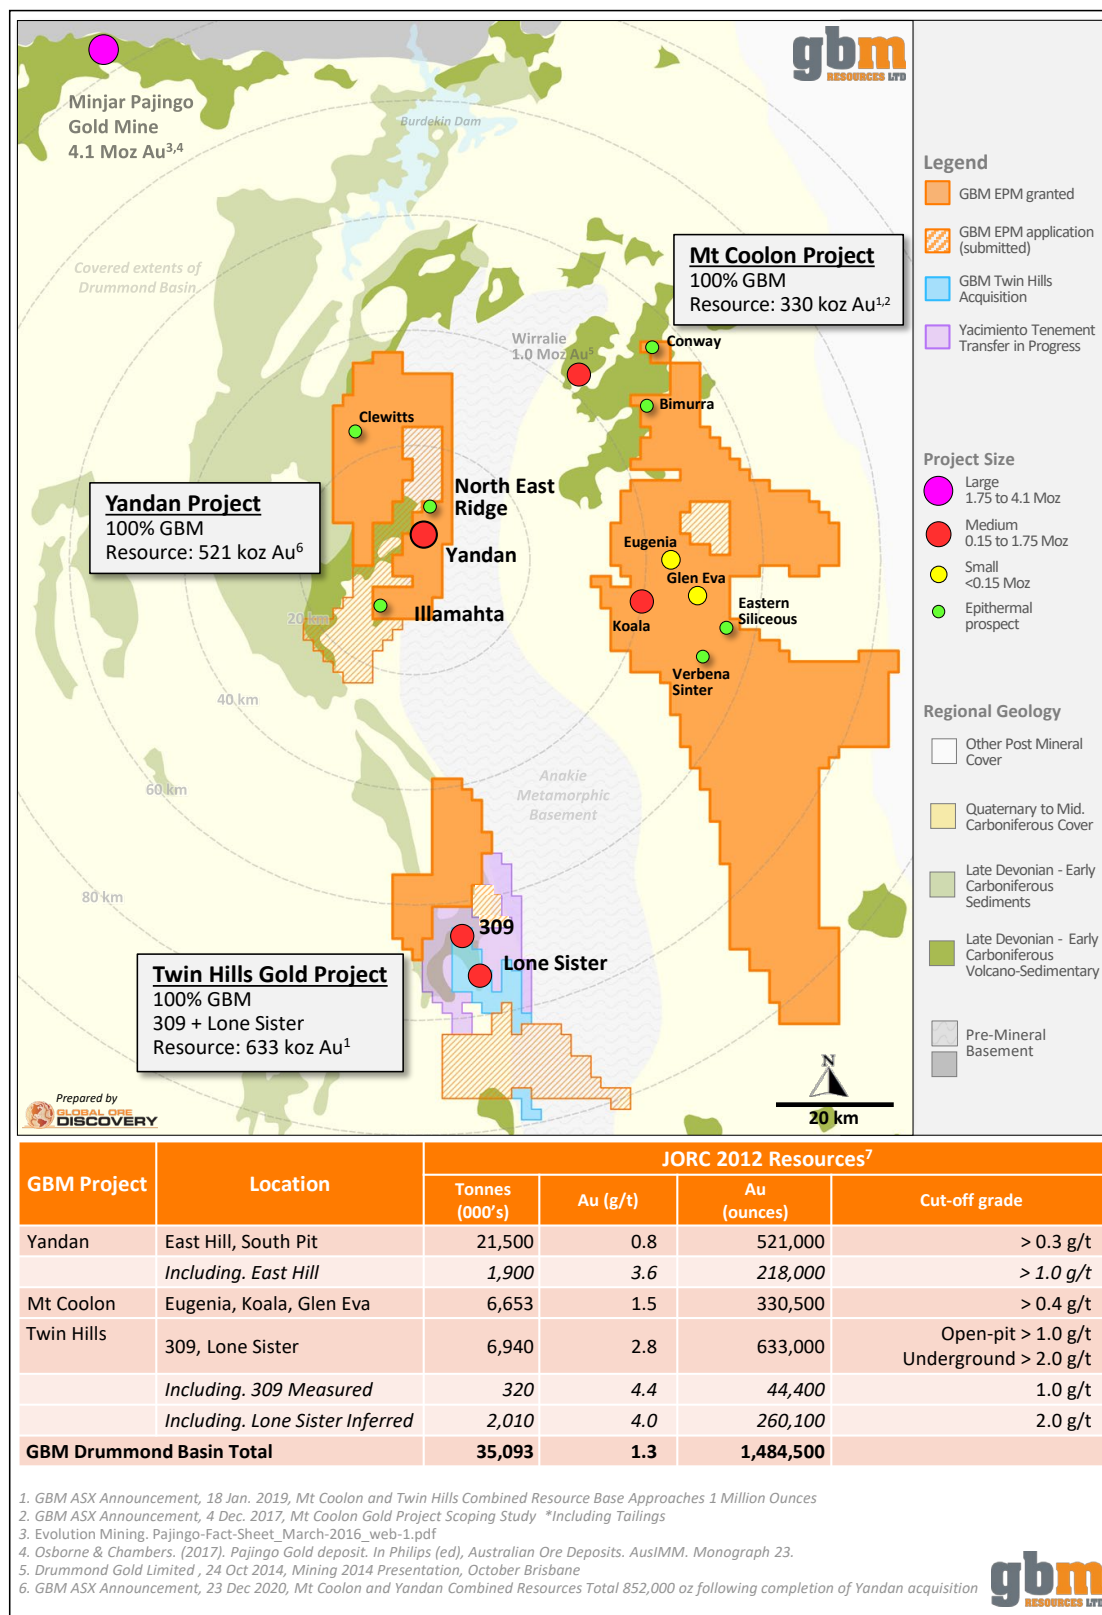 gbm
RESOURCES LTD
Minjar Pajingo
Gold Mine
4.1 Moz Au3,4
Burdekin Dam
Covered extents of
Drummond Basin
Mt Coolon Project
100% GBM
Resource: 330 koz Au1,2
Wirralie
1.0 Moz Au5
Conway
Bimurra
Clewitts
North East
Ridge
Yandan
Yandan Project
100% GBM
Resource: 521 koz Au6
Eugenia
Glen Eva
Koala
Eastern
Siliceous
Verbena
Sinter
Illamahta
20 km
40 km
60 km
80 km
Anakie
Metamorphic
Basement
309
Lone Sister
Twin Hills Gold Project
100% GBM
309 + Lone Sister
Resource: 633 koz Au1
Prepared by
GLOBAL ORE
DISCOVERY
N
20 km
Legend
GBM EPM granted
GBM EPM application
(submitted)
GBM Twin Hills
Acquisition
Yacimiento Tenement
Transfer in Progress
Project Size
Large
1.75 to 4.1 Moz
Medium
0.15 to 1.75 Moz
Small
<0.15 Moz
Epithermal
prospect
Regional Geology
Other Post Mineral
Cover
Quaternary to Mid.
Carboniferous Cover
Late Devonian - Early
Carboniferous
Sediments
Late Devonian - Early
Carboniferous
Volcano-Sedimentary
Pre-Mineral
Basement
GBM Project Location JORC 2012 Resources7
Tonnes (000's) Au (g/t) Au (ounces) Cut-off grade
Yandan East Hill, South Pit 21,500 0.8 521,000 > 0.3 g/t
Including. East Hill 1,900 3.6 218,000 > 1.0 g/t
Mt Coolon Eugenia, Koala, Glen Eva 6,653 1.5 330,500 > 0.4 g/t
Twin Hills 309, Lone Sister 6,940 2.8 633,000 Open-pit > 1.0 g/t
Underground > 2.0 g/t
Including. 309 Measured 320 4.4 44,400 1.0 g/t
Including. Lone Sister Inferred 2,010 4.0 260,100 2.0 g/t
GBM Drummond Basin Total 35,093 1.3 1,484,500
1. GBM ASX Announcement, 18 Jan. 2019, Mt Coolon and Twin Hills Combined Resource Base Approaches 1 Million Ounces
2. GBM ASX Announcement, 4 Dec. 2017, Mt Coolon Gold Project Scoping Study *Including Tailings
3. Evolution Mining. Pajingo-Fact-Sheet_March-2016_web-1.pdf
4. Osborne & Chambers. (2017). Pajingo Gold deposit. In Philips (ed), Australian Ore Deposits. AusIMM. Monograph 23.
5. Drummond Gold Limited , 24 Oct 2014, Mining 2014 Presentation, October Brisbane
6. GBM ASX Announcement, 23 Dec 2020, Mt Coolon and Yandan Combined Resources Total 852,000 oz following completion of Yandan acquisition
gbm
RESOURCES LTD